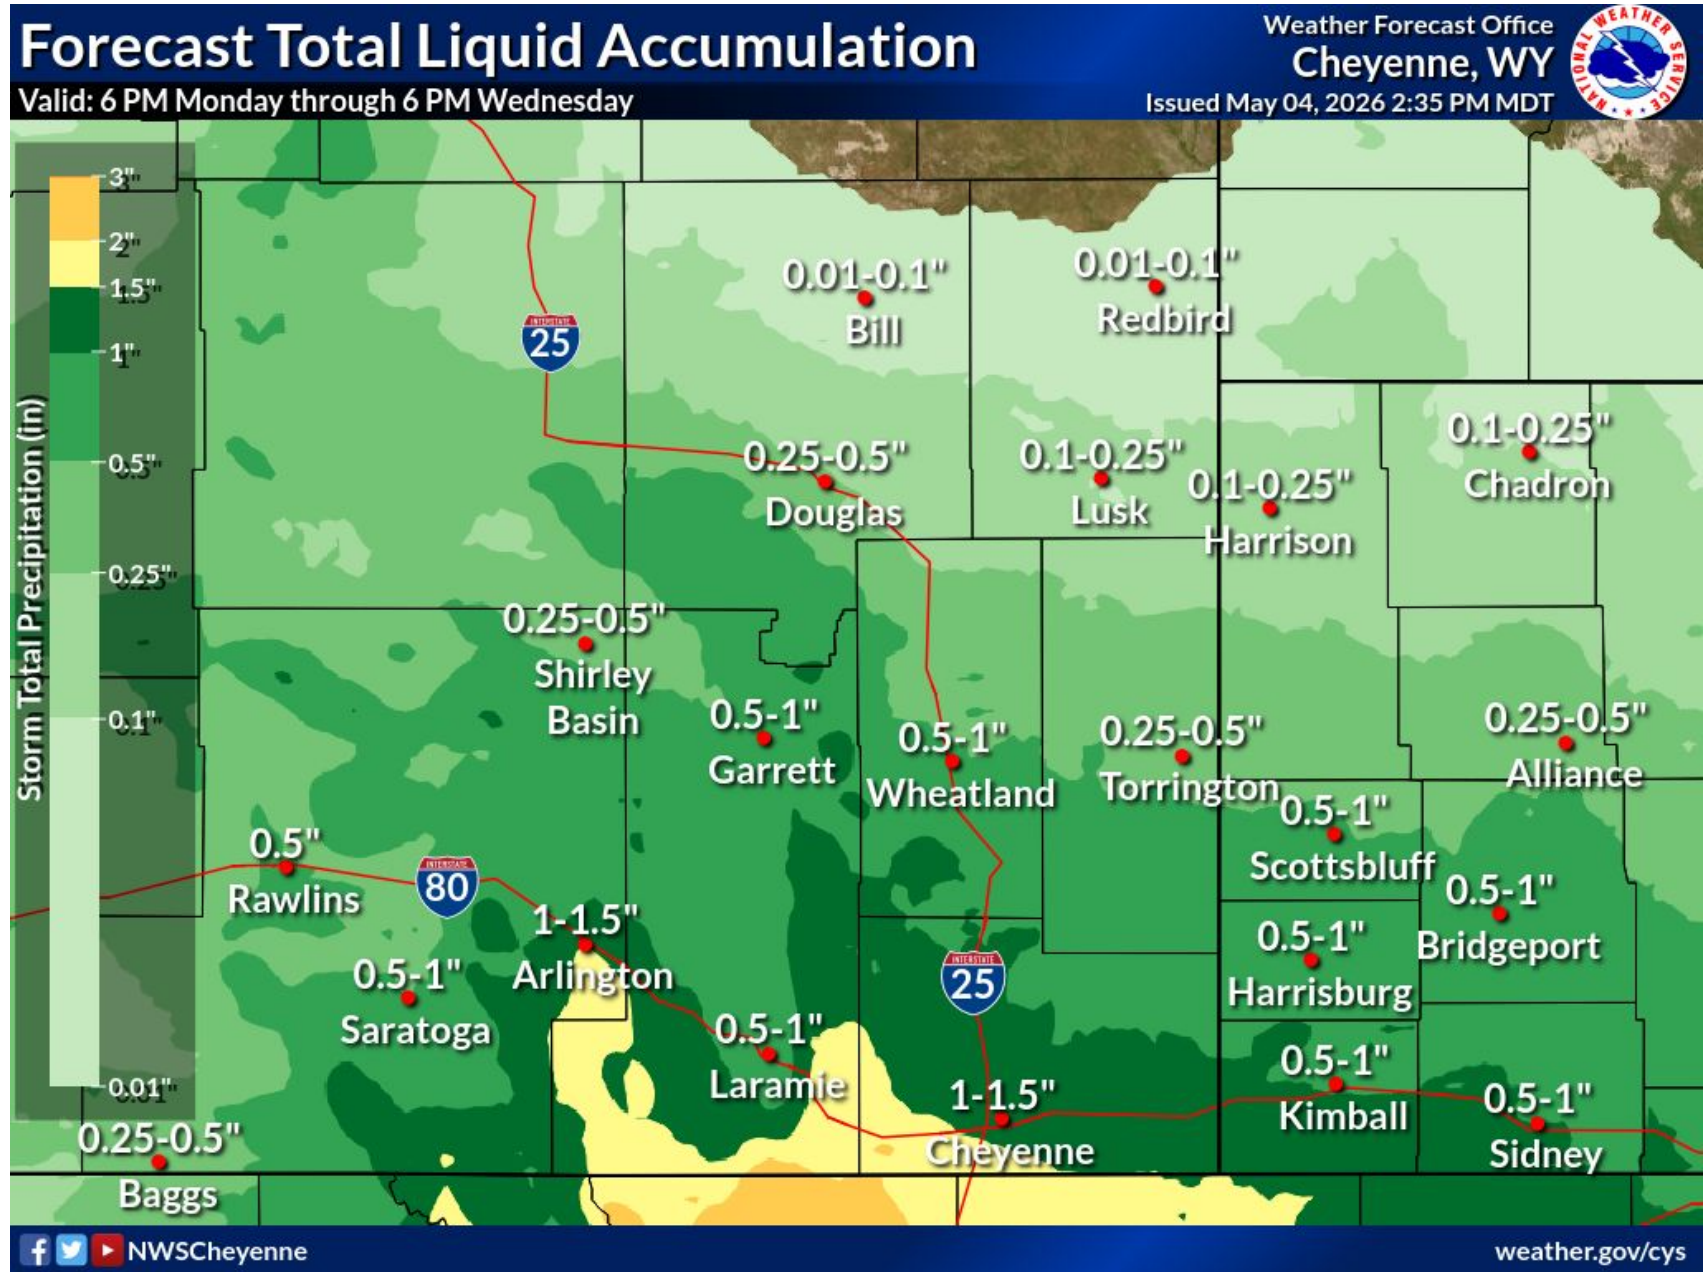 Forecast Total Liquid Accumulation
Valid: 6 PM Monday through 6 PM Wednesday
Weather Forecast Office
Cheyenne, WY
Issued May 04, 2026 2:35 PM MDT
NATIONAL WEATHER SERVICE
Storm Total Precipitation (in)
3"
2"
1.5"
1"
0.5"
0.25"
0.1"
0.01"
INTERSTATE
25
0.01-0.1"
Bill
0.01-0.1"
Redbird
0.25-0.5"
Douglas
0.1-0.25"
Lusk
0.1-0.25"
Harrison
0.1-0.25"
Chadron
0.25-0.5"
Shirley
Basin
0.5-1"
Garrett
0.5-1"
Wheatland
0.25-0.5"
Torrington
0.25-0.5"
Alliance
0.5-1"
Scottsbluff
0.5"
Rawlins
INTERSTATE
80
1-1.5"
Arlington
0.5-1"
Bridgeport
0.5-1"
Harrisburg
0.5-1"
Saratoga
INTERSTATE
25
0.5-1"
Laramie
1-1.5"
Cheyenne
0.5-1"
Kimball
0.5-1"
Sidney
0.25-0.5"
Baggs
NWSCheyenne
weather.gov/cys